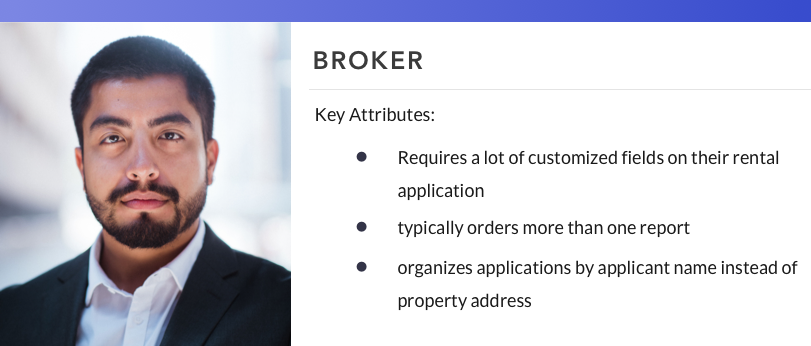 BROKER
Key Attributes:
● Requires a lot of customized fields on their rental
application
● typically orders more than one report
● organizes applications by applicant name instead of
property address